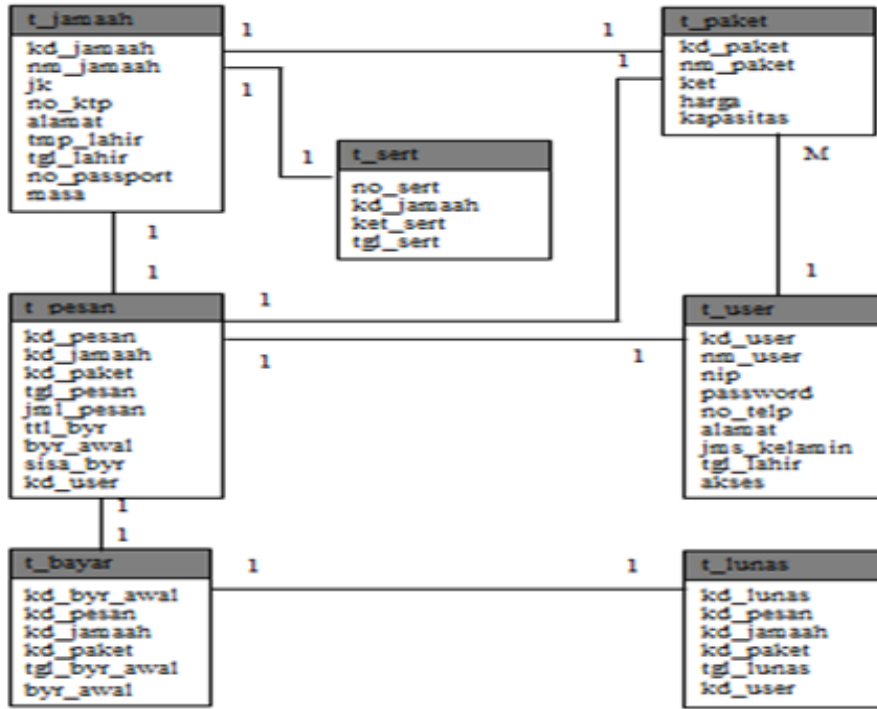 t_jamaah
kd_jamaah
nm_jamaah
jk
no_ktp
alamat
tmp_lahir
tgl_lahir
no_passport
masa
1
1
1
1
t_paket
kd_paket
nm_paket
ket
harga
kapasitas
1
t_sert
no_sert
kd_jamaah
ket_sert
tgl_sert
M
1
1
1
1
1
1
t_pesan
kd_pesan
kd_jamaah
kd_paket
tgl_pesan
jml_pesan
ttl_byr
byr_awal
sisa_byr
kd_user
t_user
kd_user
nm_user
nip
password
no_telp
alamat
jms_kelamin
tgl_lahir
akses
1
1
1
1
t_bayar
kd_byr_awal
kd_pesan
kd_jamaah
kd_paket
tgl_byr_awal
byr_awal
t_lunas
kd_lunas
kd_pesan
kd_jamaah
kd_paket
tgl_lunas
kd_user